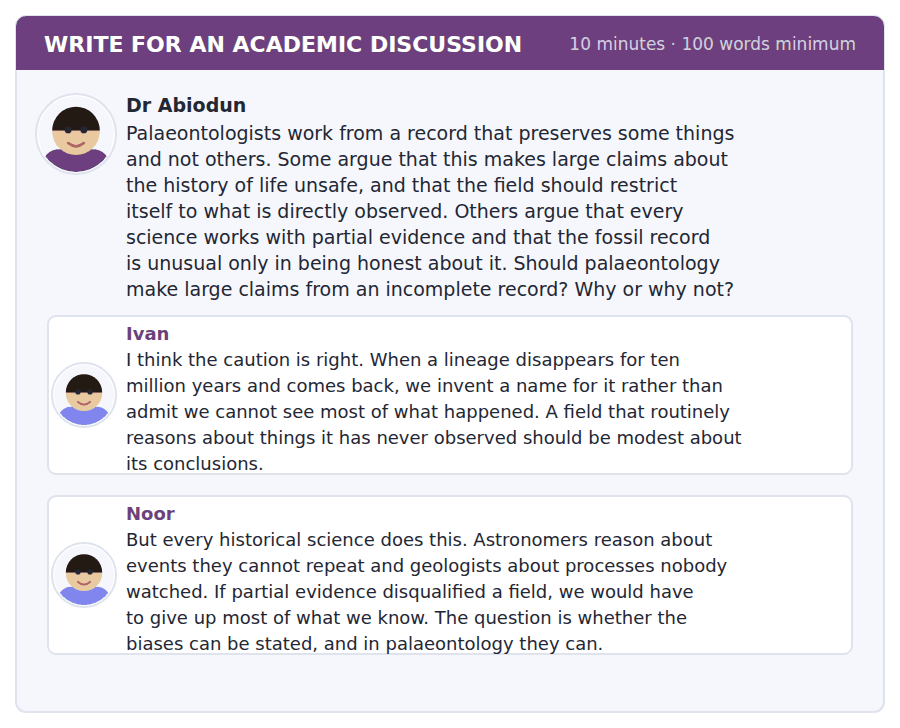 WRITE FOR AN ACADEMIC DISCUSSION
10 minutes · 100 words minimum
Dr Abiodun
Palaeontologists work from a record that preserves some things
and not others. Some argue that this makes large claims about
the history of life unsafe, and that the field should restrict
itself to what is directly observed. Others argue that every
science works with partial evidence and that the fossil record
is unusual only in being honest about it. Should palaeontology
make large claims from an incomplete record? Why or why not?
Ivan
I think the caution is right. When a lineage disappears for ten
million years and comes back, we invent a name for it rather than
admit we cannot see most of what happened. A field that routinely
reasons about things it has never observed should be modest about
its conclusions.
Noor
But every historical science does this. Astronomers reason about
events they cannot repeat and geologists about processes nobody
watched. If partial evidence disqualified a field, we would have
to give up most of what we know. The question is whether the
biases can be stated, and in palaeontology they can.